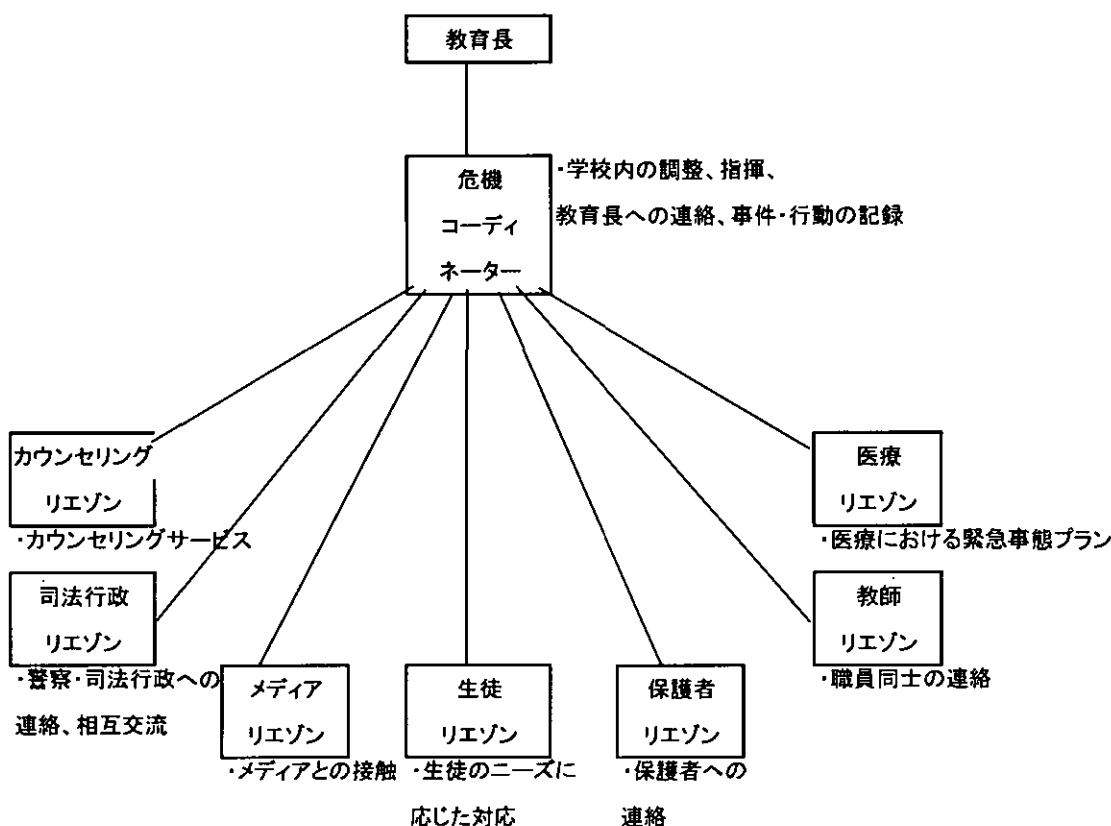 教育長
危機
コーディ
ネーター
・学校内の調整、指揮、
教育長への連絡、事件・行動の記録
カウンセリング
リエゾン
・カウンセリングサービス
司法行政
リエゾン
・警察・司法行政への
連絡、相互交流
メディア
リエゾン
・メディアとの接触
生徒
リエゾン
・生徒のニーズに
応じた対応
保護者
リエゾン
・保護者への
連絡
医療
リエゾン
・医療における緊急事態プラン
教師
リエゾン
・職員同士の連絡